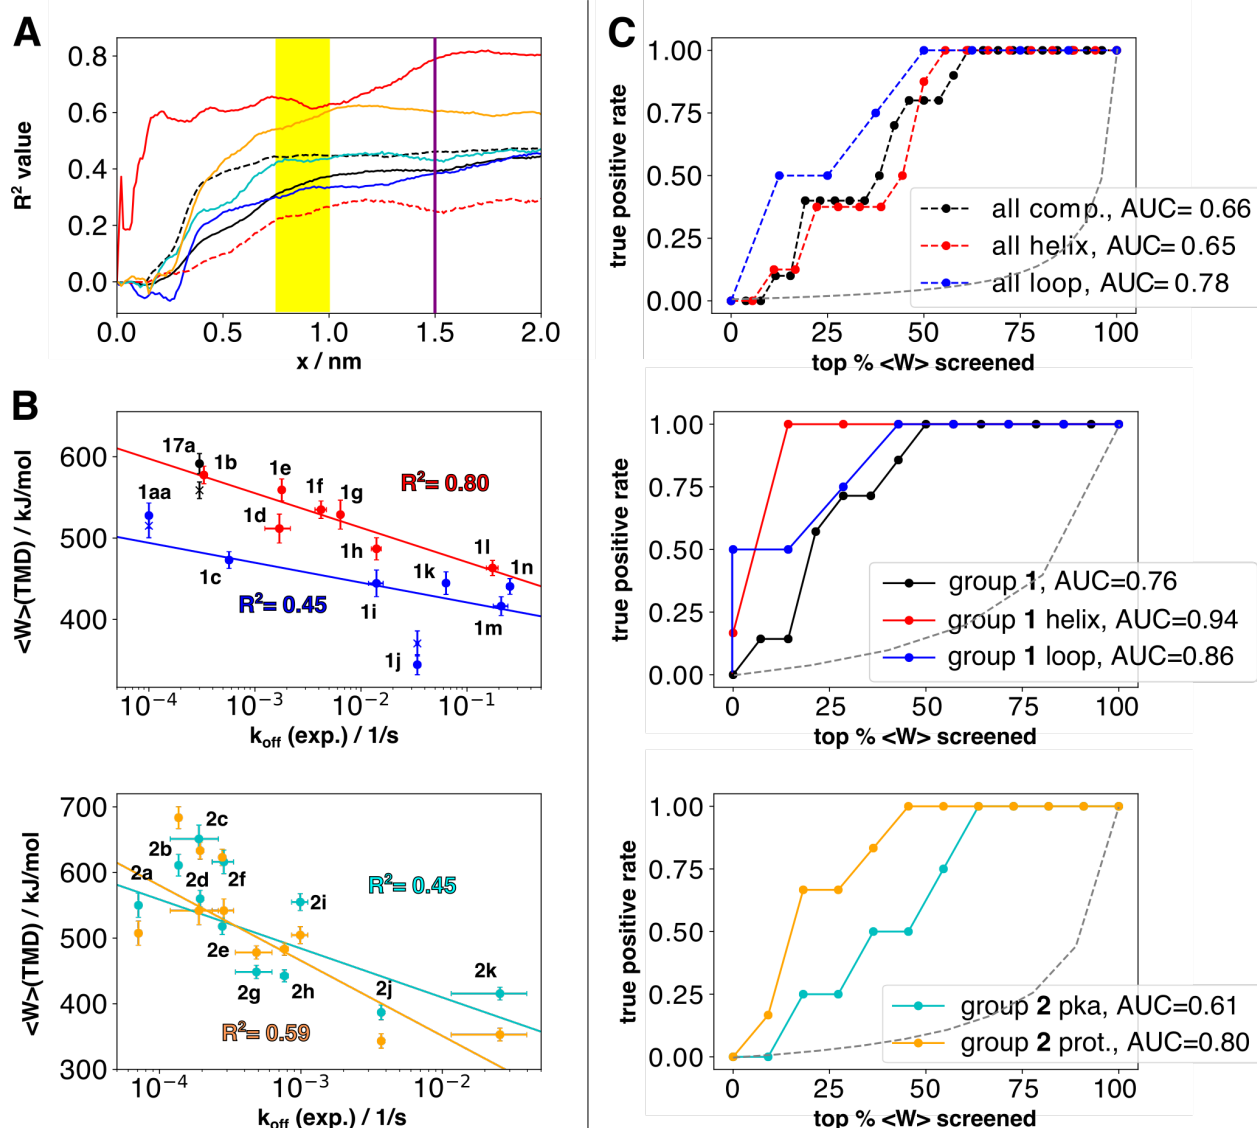 A
R² value
0.8
0.6
0.4
0.2
0.0
0.0 0.5 1.0 1.5 2.0
x / nm
B
<W>(TMD) / kJ/mol
600
500
400
17a
1b
1aa
1e
1f
1g
1d
1h
1l
1c
1k
1n
1i
1m
1j
R²= 0.80
R²= 0.45
10⁻⁴ 10⁻³ 10⁻² 10⁻¹
k_off (exp.) / 1/s
<W>(TMD) / kJ/mol
700
600
500
400
300
2c
2b
2a
2d
2f
2i
2e
2g
2h
2j
2k
R²= 0.45
R²= 0.59
10⁻⁴ 10⁻³ 10⁻²
k_off (exp.) / 1/s
C
true positive rate
1.00
0.75
0.50
0.25
0.00
all comp., AUC= 0.66
all helix, AUC= 0.65
all loop, AUC= 0.78
0 25 50 75 100
top % <W> screened
true positive rate
1.00
0.75
0.50
0.25
0.00
group 1, AUC=0.76
group 1 helix, AUC=0.94
group 1 loop, AUC=0.86
0 25 50 75 100
top % <W> screened
true positive rate
1.00
0.75
0.50
0.25
0.00
group 2 pka, AUC=0.61
group 2 prot., AUC=0.80
0 25 50 75 100
top % <W> screened